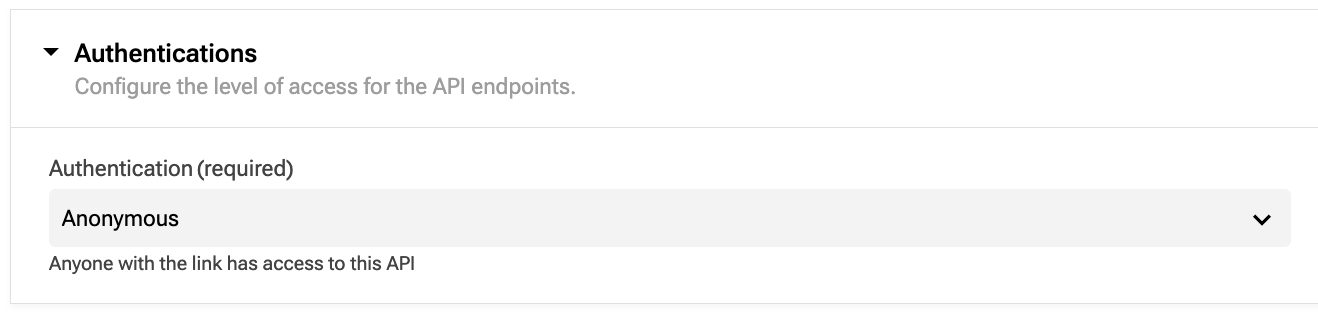 Authentications
Configure the level of access for the API endpoints.
Authentication (required)
Anonymous
Anyone with the link has access to this API